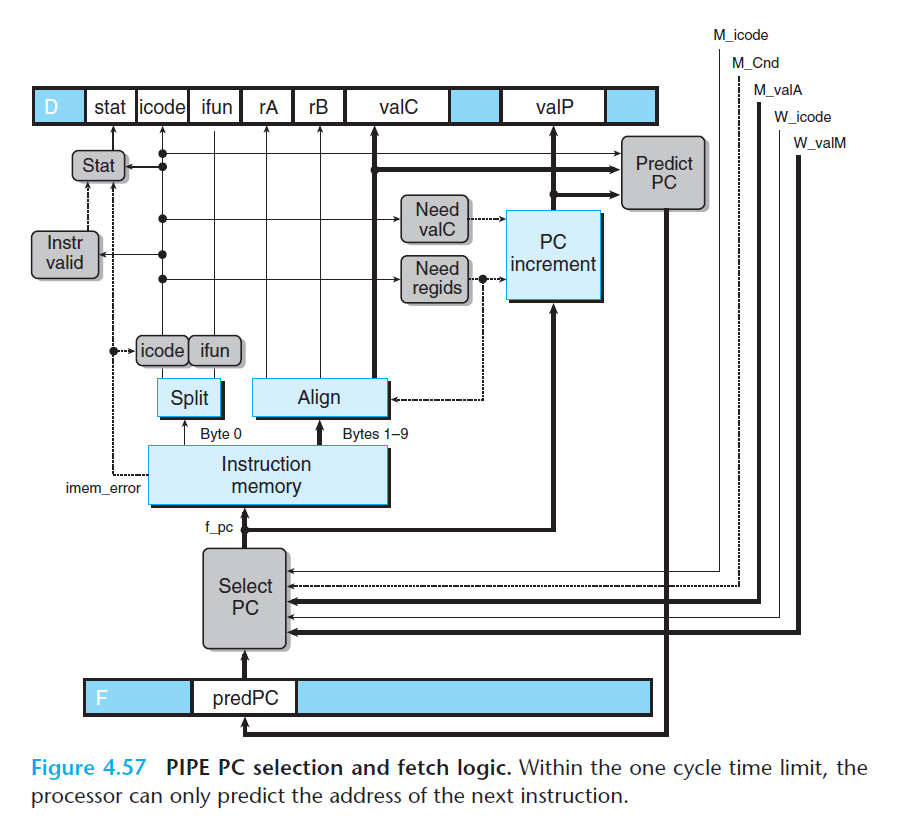 M_icode
M_Cnd
M_valA
W_icode
W_valM
D stat icode ifun rA rB valC valP
Stat
Predict
PC
Need
valC
Instr
valid
PC
increment
Need
regids
icode ifun
Split
Align
Byte 0
Bytes 1–9
Instruction
memory
imem_error
f_pc
Select
PC
F predPC
Figure 4.57 PIPE PC selection and fetch logic. Within the one cycle time limit, the
processor can only predict the address of the next instruction.